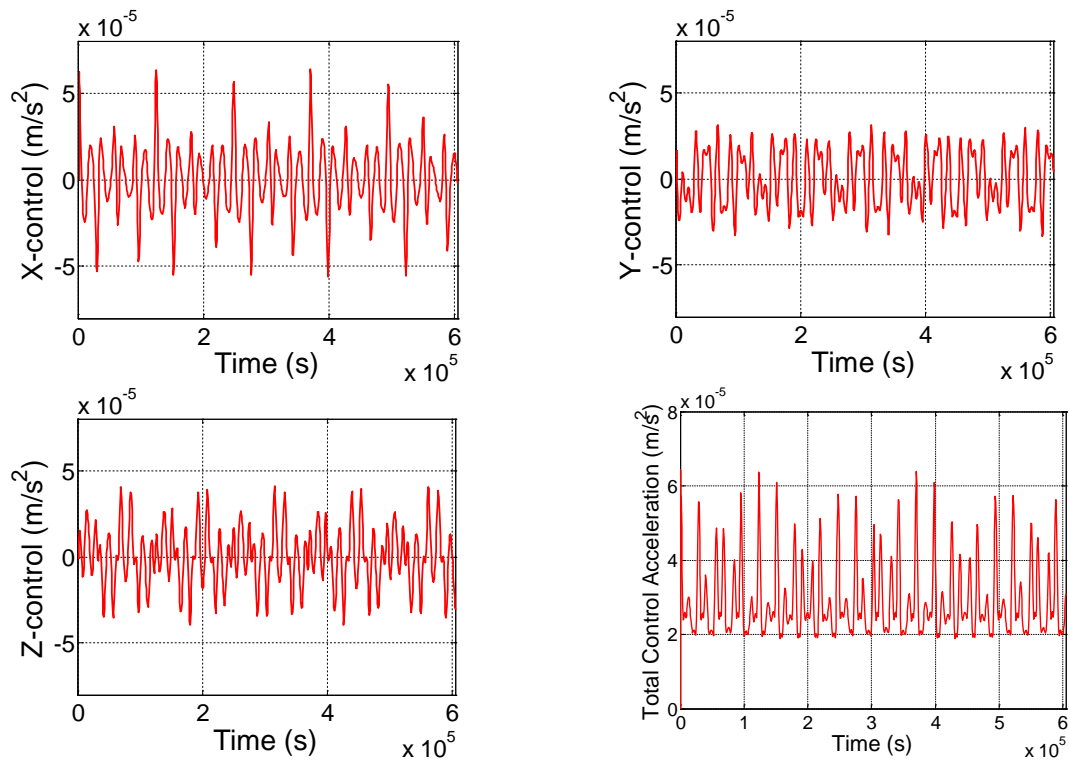 x 10^-5
X-control (m/s^2)
5
0
-5
0 2 4 6
Time (s)
x 10^5
x 10^-5
Y-control (m/s^2)
5
0
-5
0 2 4 6
Time (s)
x 10^5
x 10^-5
Z-control (m/s^2)
5
0
-5
0 2 4 6
Time (s)
x 10^5
x 10^-5
Total Control Acceleration (m/s^2)
8
6
4
2
0
0 1 2 3 4 5 6
Time (s)
x 10^5